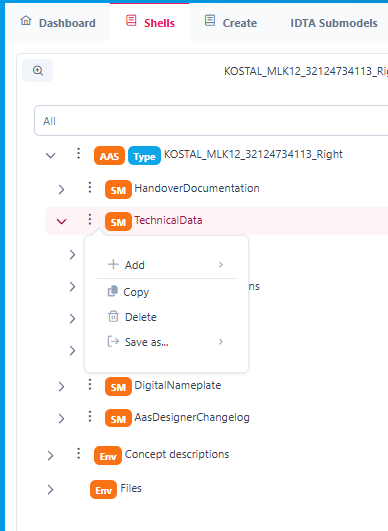 Dashboard Shells Create IDTA Submodels
KOSTAL_MLK12_32124734113_Rig
All
AAS Type KOSTAL_MLK12_32124734113_Right
SM HandoverDocumentation
SM TechnicalData
Add
ns
Copy
Delete
Save as...
SM DigitalNameplate
SM AasDesignerChangelog
Env Concept descriptions
Env Files